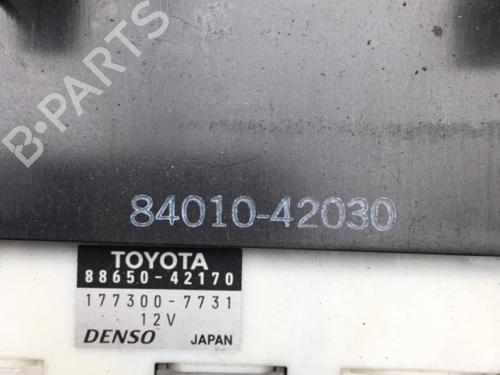 B-PARTS
84010-42030
TOYOTA
88650-42170
177300-7731
12V
DENSO JAPAN